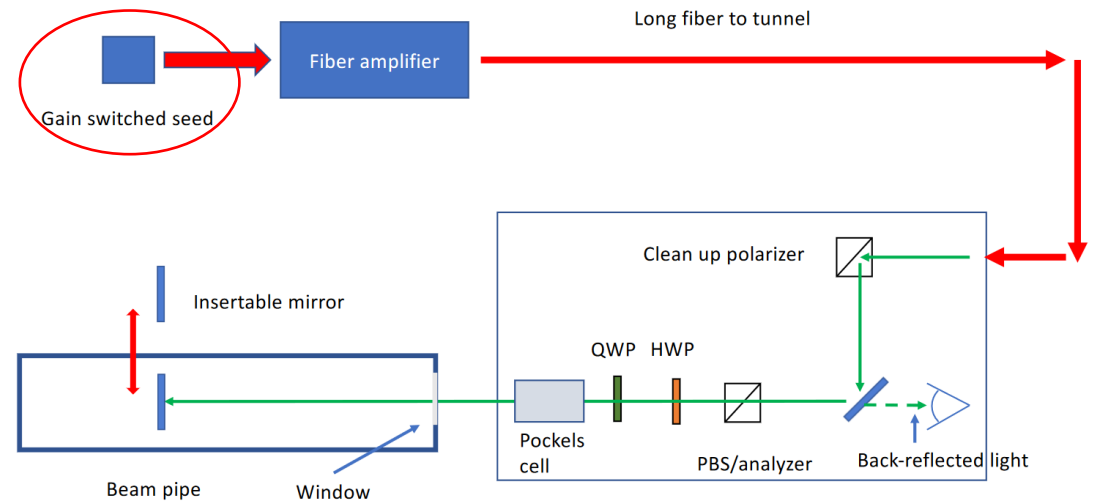 Long fiber to tunnel
Fiber amplifier
Gain switched seed
Clean up polarizer
Insertable mirror
QWP
HWP
Pockels
cell
PBS/analyzer
Back-reflected light
Beam pipe
Window